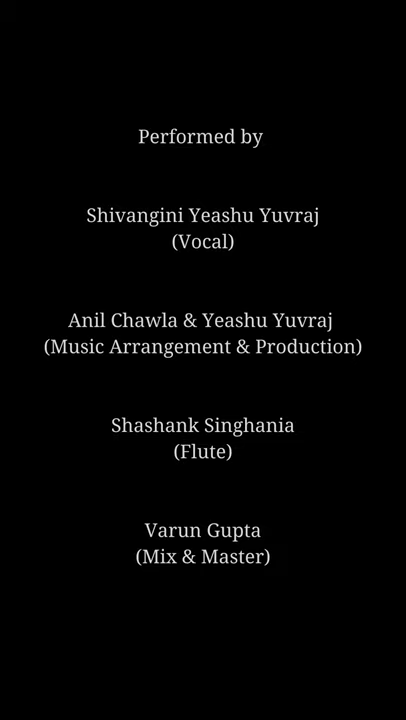 Performed by
Shivangini Yeashu Yuvraj
(Vocal)
Anil Chawla & Yeashu Yuvraj
(Music Arrangement & Production)
Shashank Singhania
(Flute)
Varun Gupta
(Mix & Master)